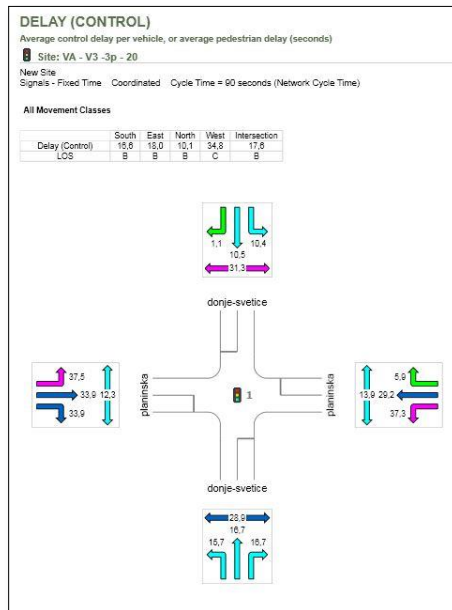 DELAY (CONTROL)
Average control delay per vehicle, or average pedestrian delay (seconds)
Site: VA - V3 -3p - 20
New Site
Signals - Fixed Time Coordinated Cycle Time = 90 seconds (Network Cycle Time)
All Movement Classes
South East North West Intersection
Delay (Control) 16,6 18,0 10,1 34,8 17,6
LOS B B B C B
1,1 10,4
10,5
31,3
donje-svetice
37,5
33,9 12,3
33,9
planinska
1
planinska
5,9
13,9 29,2
37,3
donje-svetice
28,9
16,7
15,7 16,7